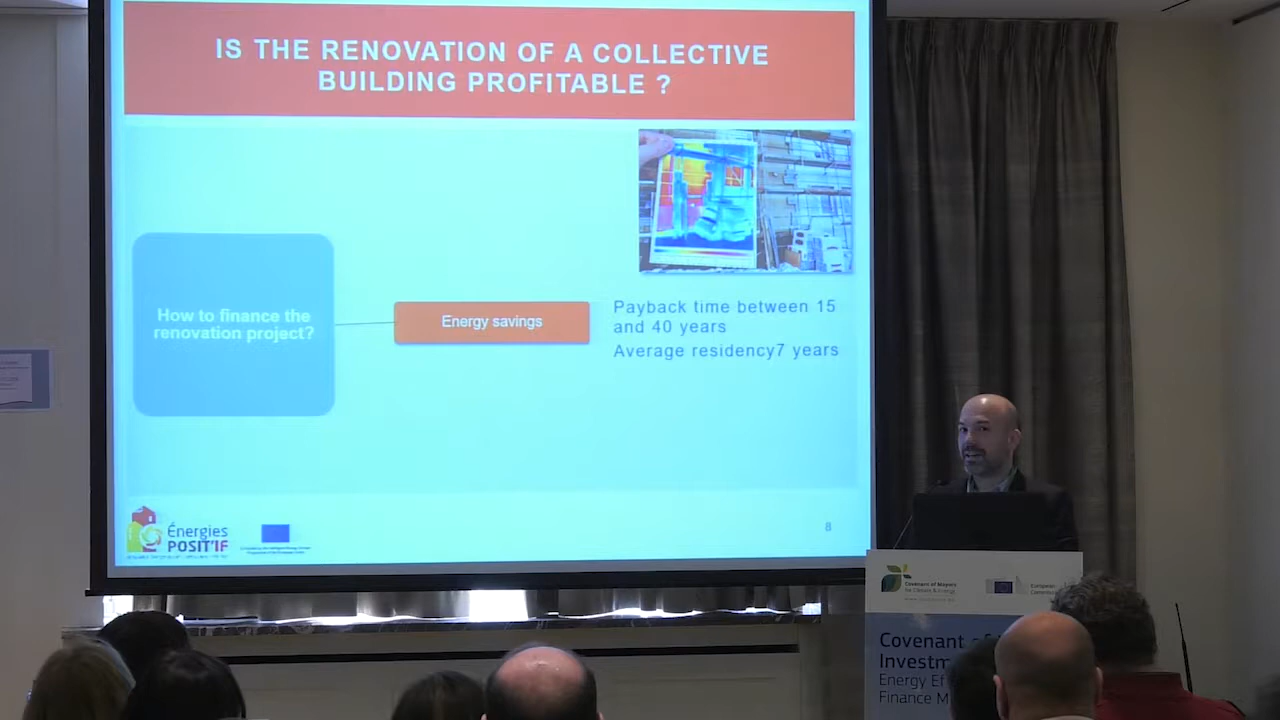 IS THE RENOVATION OF A COLLECTIVE
BUILDING PROFITABLE ?
How to finance the
renovation project?
Energy savings
Payback time between 15
and 40 years
Average residency7 years
Énergies
POSIT'IF
8
Covenant of Mayors
for Climate & Energy
European
Covenant
Investm
Energy Ef
Finance M